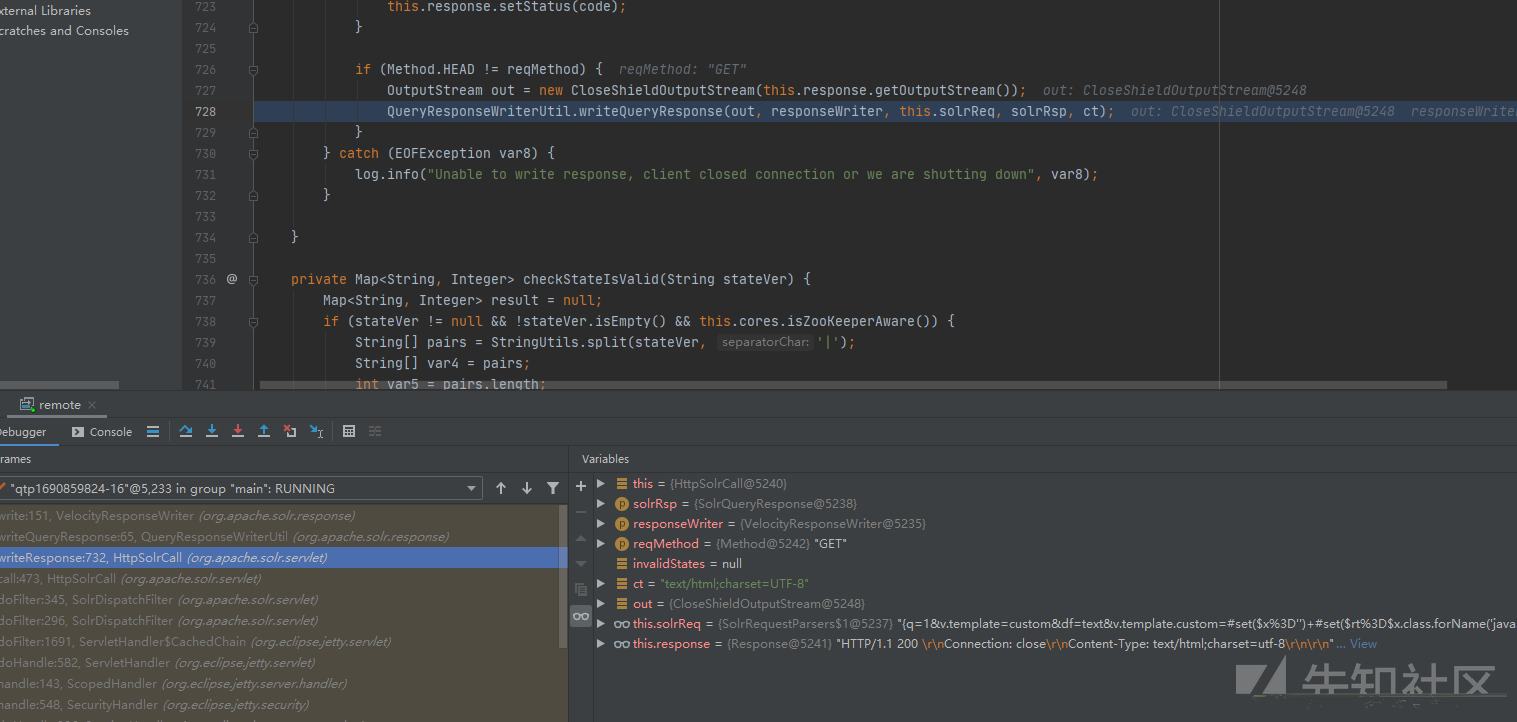 xternal Libraries
cratches and Consoles
723 this.response.setStatus(code);
724 }
725
726 if (Method.HEAD != reqMethod) { reqMethod: "GET"
727 OutputStream out = new CloseShieldOutputStream(this.response.getOutputStream()); out: CloseShieldOutputStream@5248
728 QueryResponseWriterUtil.writeQueryResponse(out, responseWriter, this.solrReq, solrRsp, ct); out: CloseShieldOutputStream@5248 responseWriter
729 }
730 } catch (EOFException var8) {
731 log.info("Unable to write response, client closed connection or we are shutting down", var8);
732 }
733
734 }
735
736 @ private Map<String, Integer> checkStateIsValid(String stateVer) {
737 Map<String, Integer> result = null;
738 if (stateVer != null && !stateVer.isEmpty() && this.cores.isZooKeeperAware()) {
739 String[] pairs = StringUtils.split(stateVer, separatorChar: '|');
740 String[] var4 = pairs;
741 int var5 = pairs.length;
remote
Debugger Console
rames
"qtp1690859824-16"@5,233 in group "main": RUNNING
write:151, VelocityResponseWriter (org.apache.solr.response)
writeQueryResponse:65, QueryResponseWriterUtil (org.apache.solr.response)
writeResponse:732, HttpSolrCall (org.apache.solr.servlet)
call:473, HttpSolrCall (org.apache.solr.servlet)
doFilter:345, SolrDispatchFilter (org.apache.solr.servlet)
doFilter:296, SolrDispatchFilter (org.apache.solr.servlet)
doFilter:1691, ServletHandler$CachedChain (org.eclipse.jetty.servlet)
doHandle:582, ServletHandler (org.eclipse.jetty.servlet)
handle:143, ScopedHandler (org.eclipse.jetty.server.handler)
handle:548, SecurityHandler (org.eclipse.jetty.security)
Variables
this = {HttpSolrCall@5240}
solrRsp = {SolrQueryResponse@5238}
responseWriter = {VelocityResponseWriter@5235}
reqMethod = {Method@5242} "GET"
invalidStates = null
ct = "text/html;charset=UTF-8"
out = {CloseShieldOutputStream@5248}
this.solrReq = {SolrRequestParsers$1@5237} "{q=1&v.template=custom&df=text&v.template.custom=#set($x%3D'')+#set($rt%3D$x.class.forName('java
this.response = {Response@5241} "HTTP/1.1 200 \r\nConnection: close\r\nContent-Type: text/html;charset=utf-8\r\n\r\n"... View
先知社区